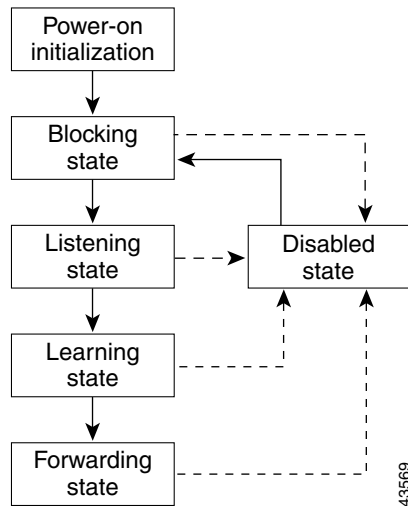 Power-on
initialization
Blocking
state
Listening
state
Disabled
state
Learning
state
Forwarding
state
43569